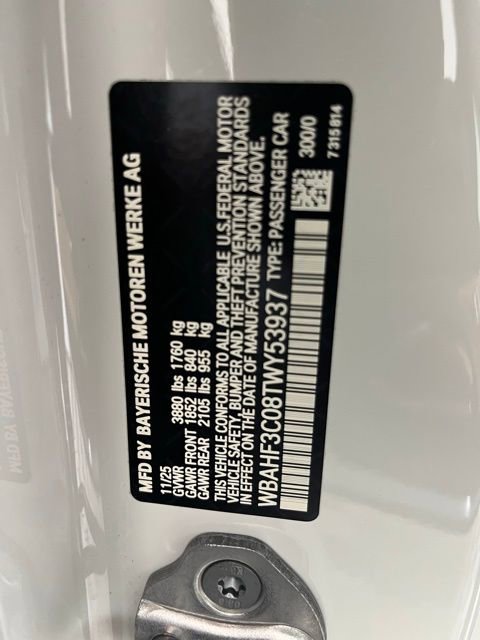 MFD BY BAYERISCHE MOTOREN WERKE AG
11/25
GVWR 3880 lbs 1760 kg
GAWR FRONT 1852 lbs 840 kg
GAWR REAR 2105 lbs 955 kg
THIS VEHICLE CONFORMS TO ALL APPLICABLE U.S.FEDERAL MOTOR
VEHICLE SAFETY, BUMPER AND THEFT PREVENTION STANDARDS
IN EFFECT ON THE DATE OF MANUFACTURE SHOWN ABOVE.
WBAHF3C08TWY53937 TYPE: PASSENGER CAR
300/0
7 315 814